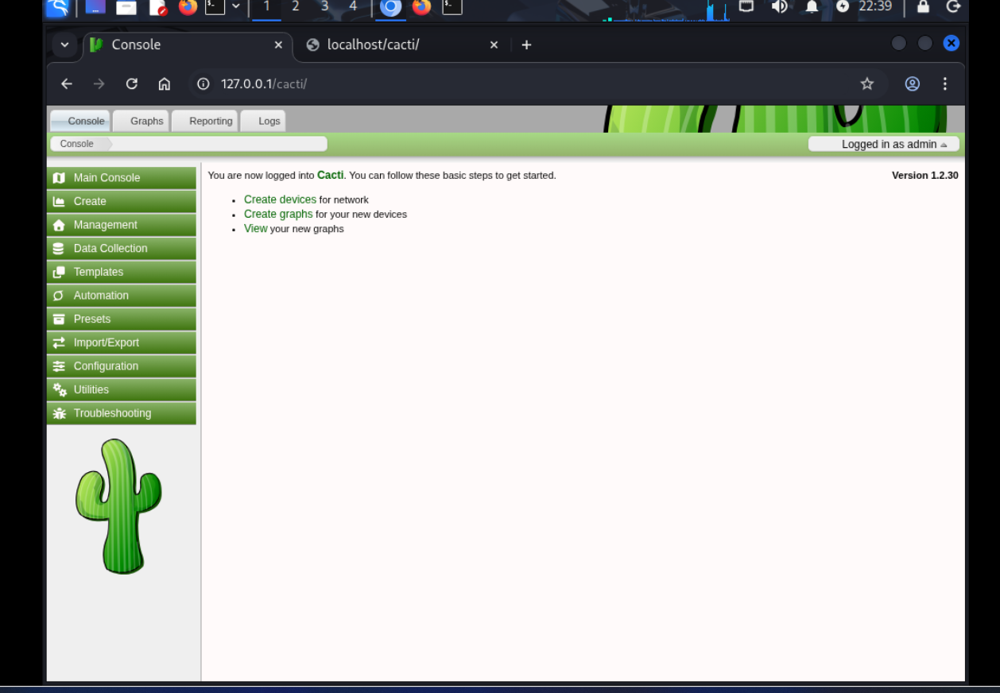 1 2 3 4 22:39
Console localhost/cacti/
127.0.0.1/cacti/
Console Graphs Reporting Logs
Console Logged in as admin
Main Console
Create
Management
Data Collection
Templates
Automation
Presets
Import/Export
Configuration
Utilities
Troubleshooting
You are now logged into Cacti. You can follow these basic steps to get started. Version 1.2.30
Create devices for network
Create graphs for your new devices
View your new graphs